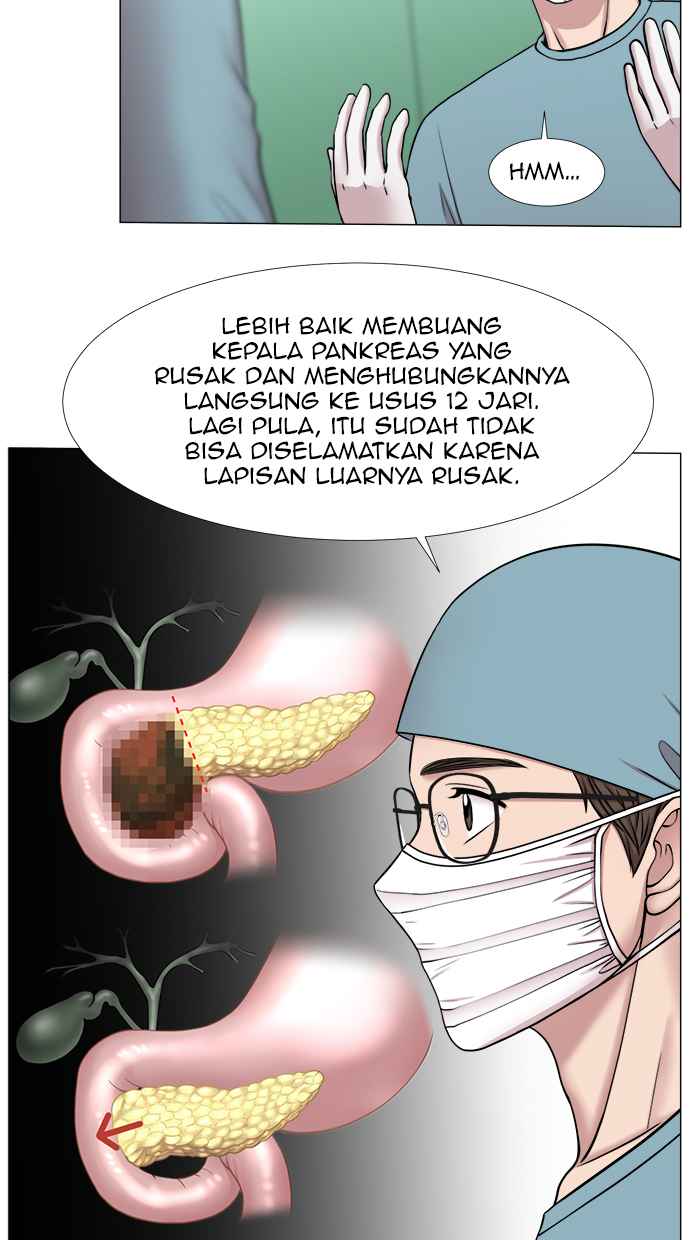 HMM...
LEBIH BAIK MEMBUANG
KEPALA PANKREAS YANG
RUSAK DAN MENGHUBUNGKANNYA
LANGSUNG KE USUS 12 JARI.
LAGI PULA, ITU SUDAH TIDAK
BISA DISELAMATKAN KARENA
LAPISAN LUARNYA RUSAK.